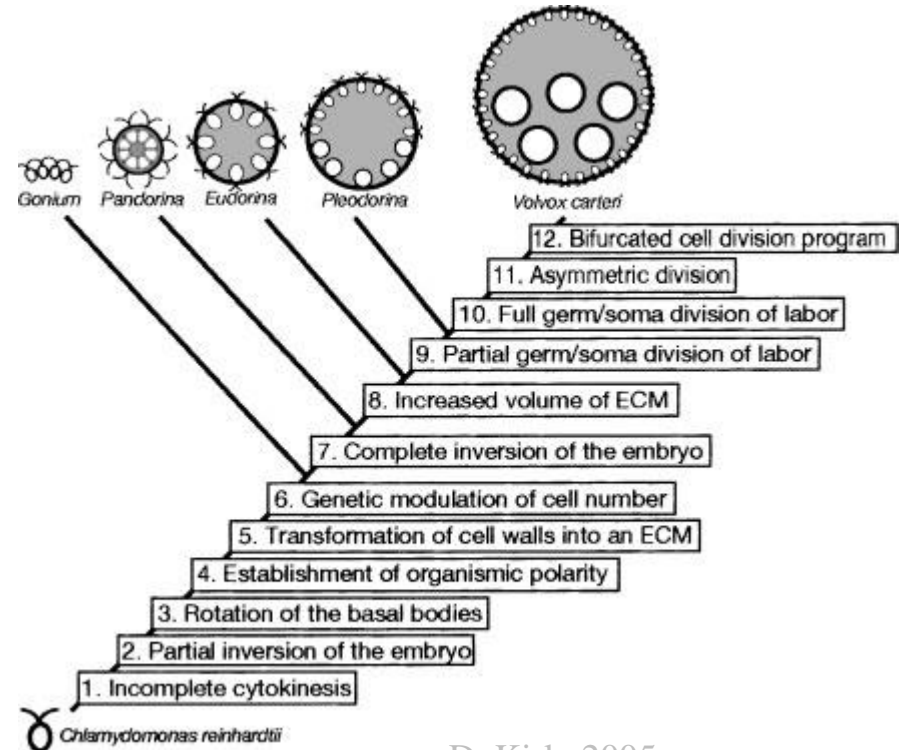 Gonium Pandorina Eudorina Pleodorina Volvox carteri
12. Bifurcated cell division program
11. Asymmetric division
10. Full germ/soma division of labor
9. Partial germ/soma division of labor
8. Increased volume of ECM
7. Complete inversion of the embryo
6. Genetic modulation of cell number
5. Transformation of cell walls into an ECM
4. Establishment of organismic polarity
3. Rotation of the basal bodies
2. Partial inversion of the embryo
1. Incomplete cytokinesis
Chlamydomonas reinhardtii